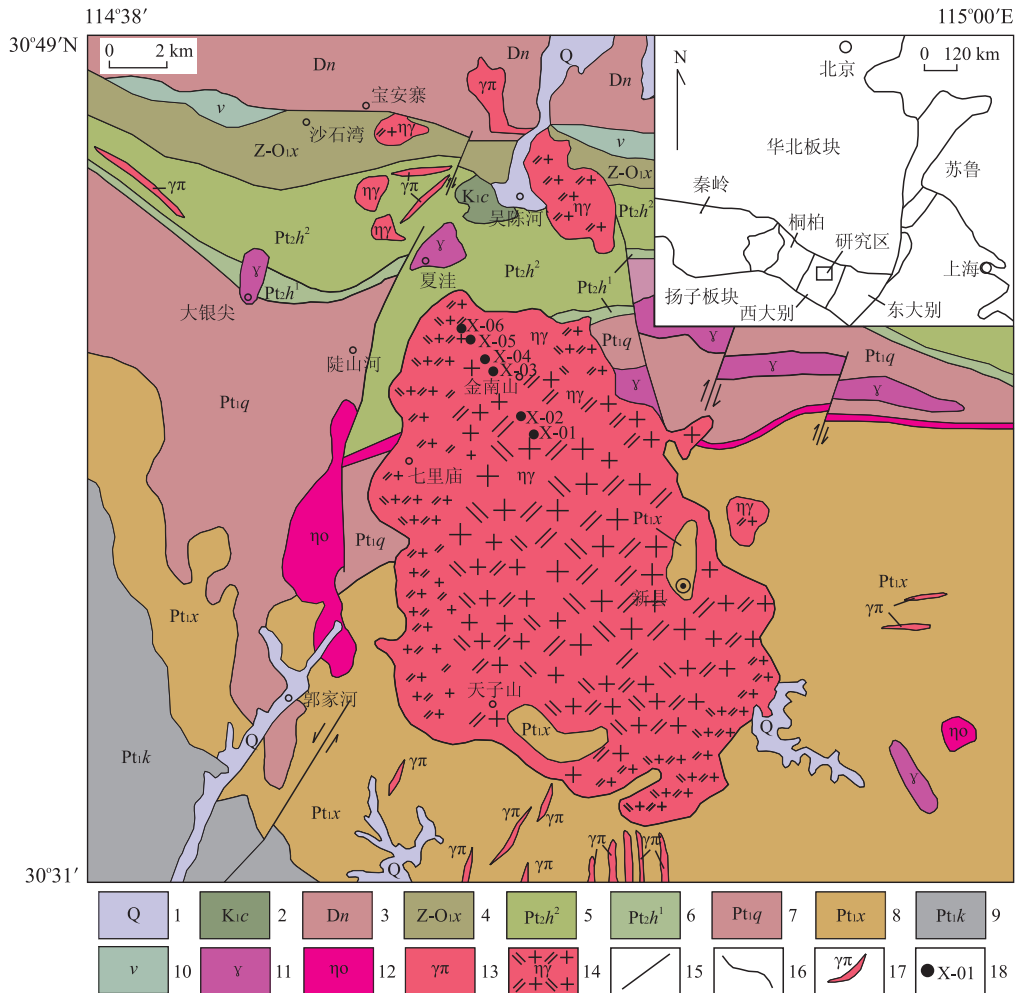 114°38′
115°00′E
30°49′N
0 2 km
Dn
Q
Dn
γπ
v
宝安寨
沙石湾
ηγ
Z-O₁x
v
Z-O₁x
γπ
ηγ
γπ
K₁c
吴陈河
ηγ
Pt₂h²
Pt₂h²
ηγ
γ
夏洼
Pt₂h²
γ
大银尖
Pt₂h¹
Pt₂h¹
N
0 120 km
北京
华北板块
苏鲁
秦岭
桐柏
研究区
上海
扬子板块
西大别
东大别
X-06
X-05
X-04
X-03
金南山
ηγ
ηγ
Pt₁q
γ
γ
γ
Pt₁q
γ
陡山河
Pt₁q
X-02
X-01
七里庙
ηγ
ηο
Pt₁q
Pt₁x
新县
ηγ
Pt₁x
γπ
Pt₁x
天子山
Pt₁x
郭家河
Q
Q
ηο
γ
Pt₁k
Pt₁x
γπ
γπ
γπ
γπ
γπ
Q
30°31′
Q 1
K₁c 2
Dn 3
Z-O₁x 4
Pt₂h² 5
Pt₂h¹ 6
Pt₁q 7
Pt₁x 8
Pt₁k 9
v 10
γ 11
ηο 12
γπ 13
ηγ 14
15
16
γπ 17
X-01 18